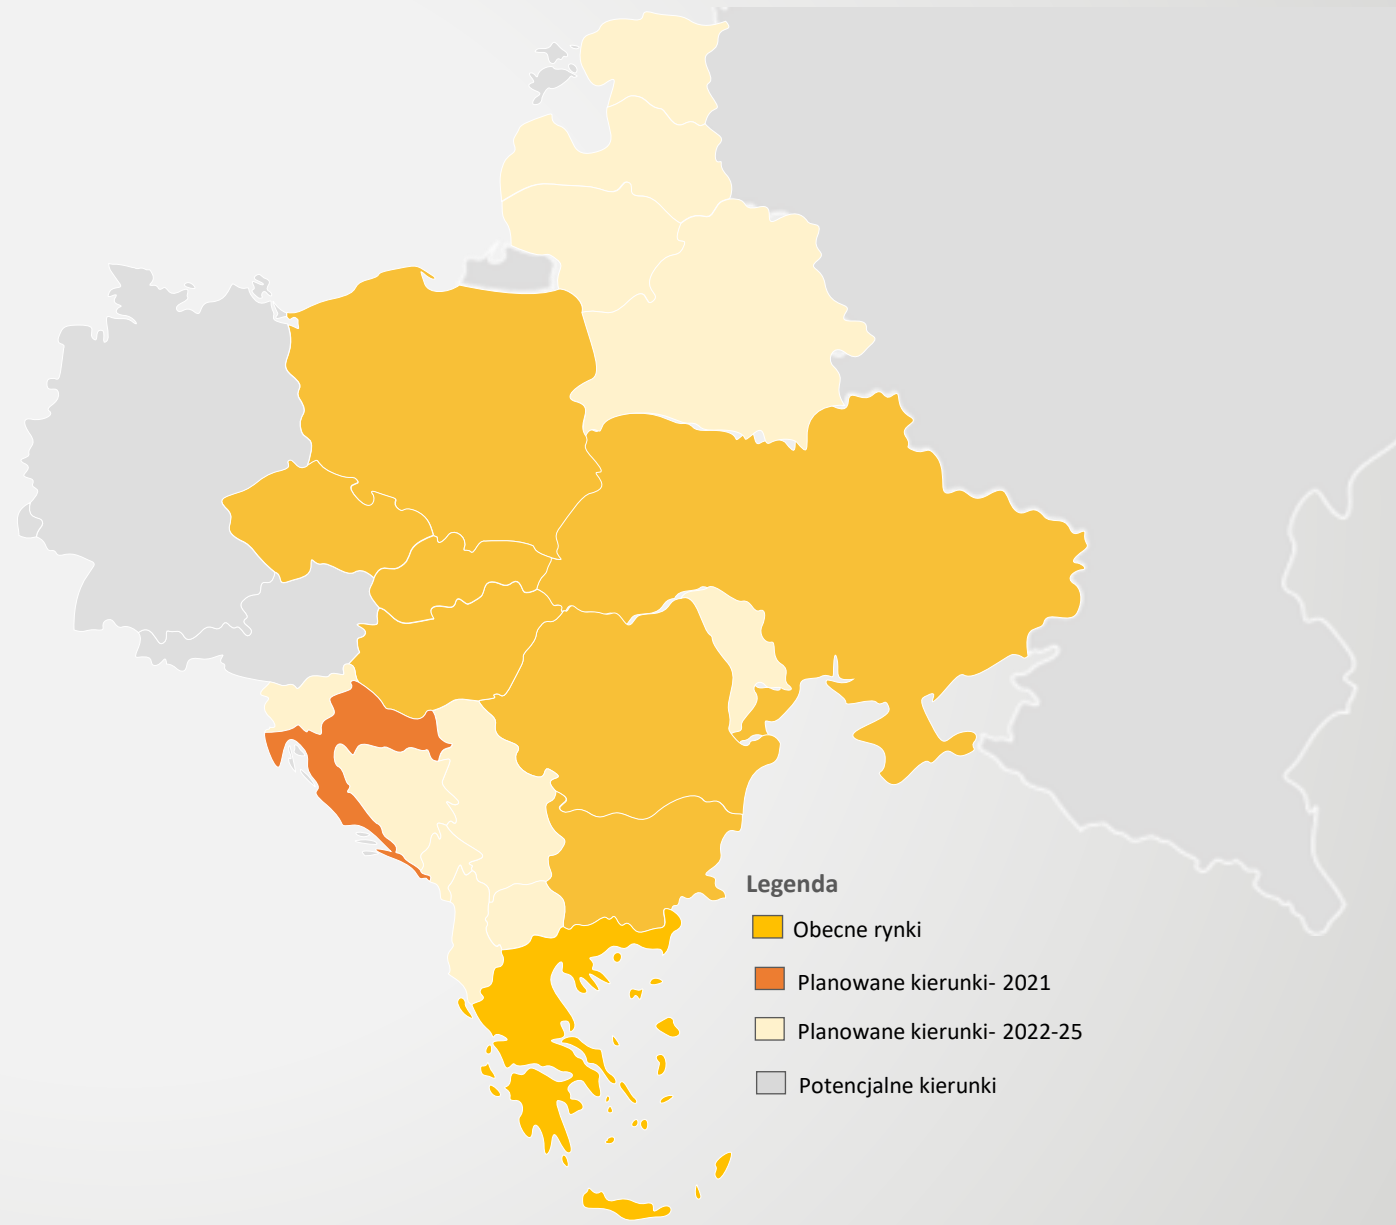 Legenda
Obecne rynki
Planowane kierunki- 2021
Planowane kierunki- 2022-25
Potencjalne kierunki